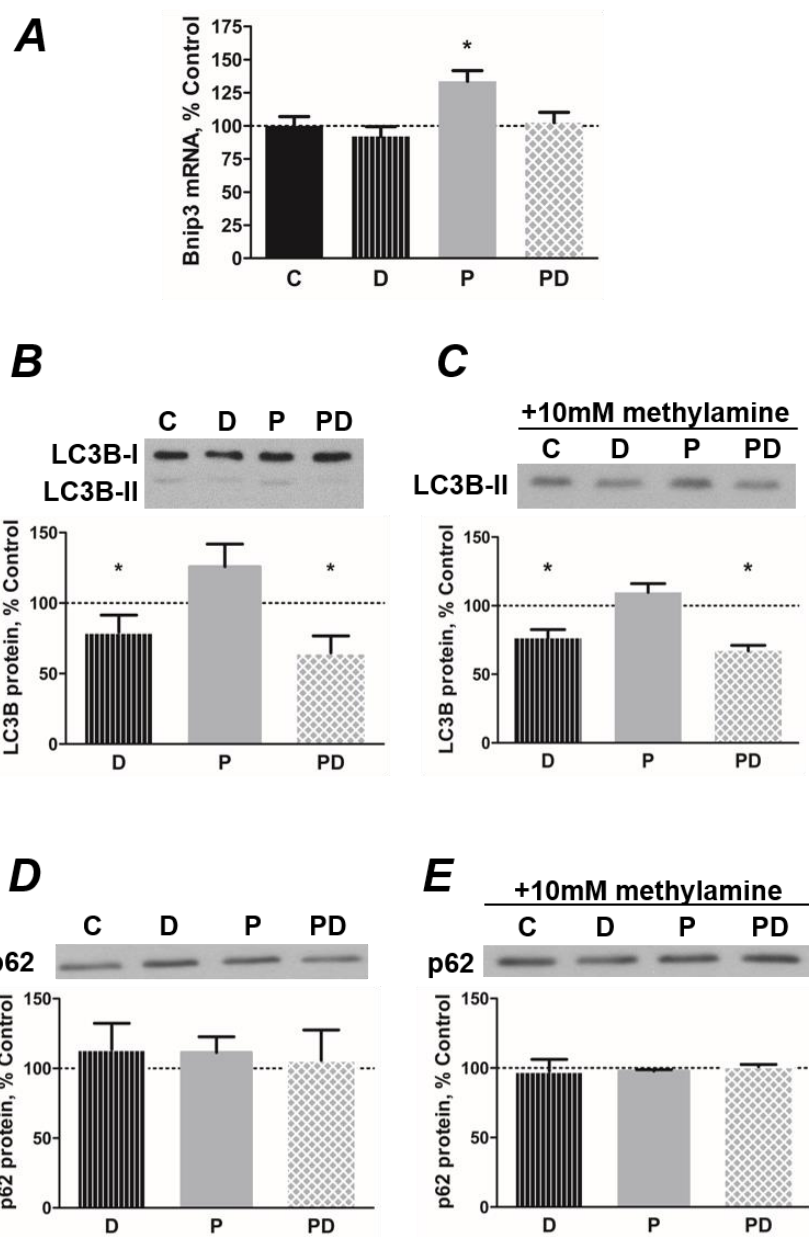 A
Bnip3 mRNA, % Control
175
150
125
100
75
50
25
0
*
C D P PD
B
C D P PD
LC3B-I
LC3B-II
LC3B protein, % Control
150
100
50
0
* *
D P PD
C
+10mM methylamine
C D P PD
LC3B-II
LC3B protein, % Control
150
100
50
0
* *
D P PD
D
C D P PD
p62
p62 protein, % Control
150
100
50
0
D P PD
E
+10mM methylamine
C D P PD
p62
p62 protein, % Control
150
100
50
0
D P PD